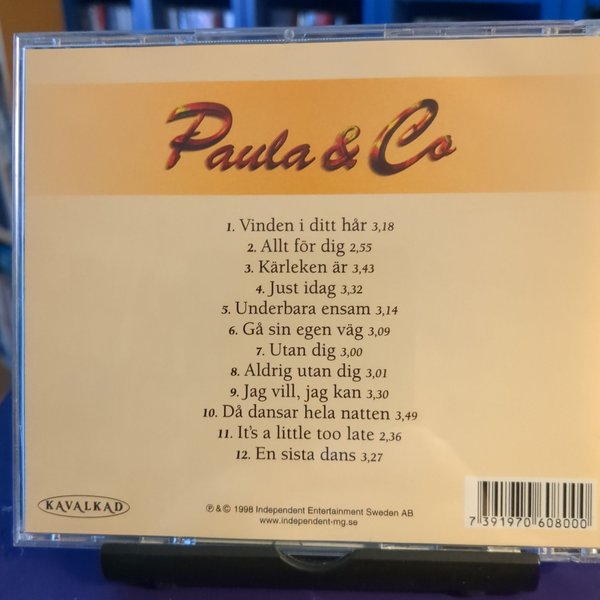 Paula & Co
1. Vinden i ditt hår 3,18
2. Allt för dig 2,55
3. Kärleken är 3,43
4. Just idag 3,32
5. Underbara ensam 3,14
6. Gå sin egen väg 3,09
7. Utan dig 3,00
8. Aldrig utan dig 3,01
9. Jag vill, jag kan 3,30
10. Då dansar hela natten 3,49
11. It's a little too late 2,36
12. En sista dans 3,27
KAVALKAD
℗ & © 1998 Independent Entertainment Sweden AB
www.independent-mg.se
7 391970 608000